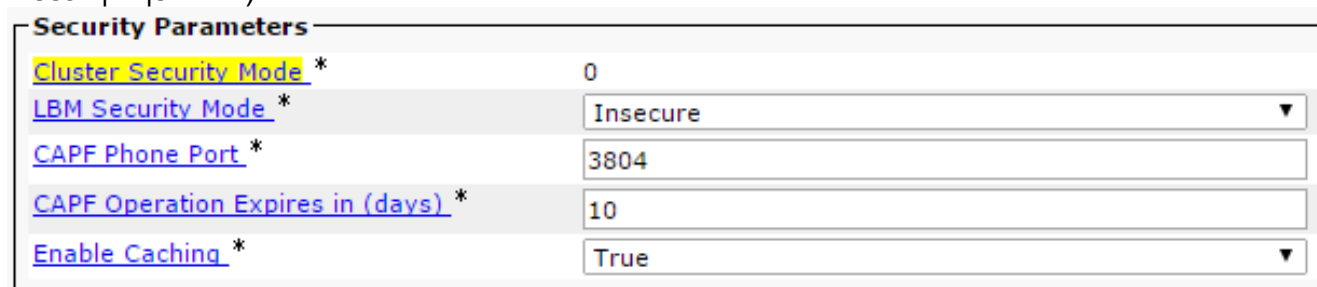 Security Parameters
Cluster Security Mode * 0
LBM Security Mode * Insecure
CAPF Phone Port * 3804
CAPF Operation Expires in (days) * 10
Enable Caching * True